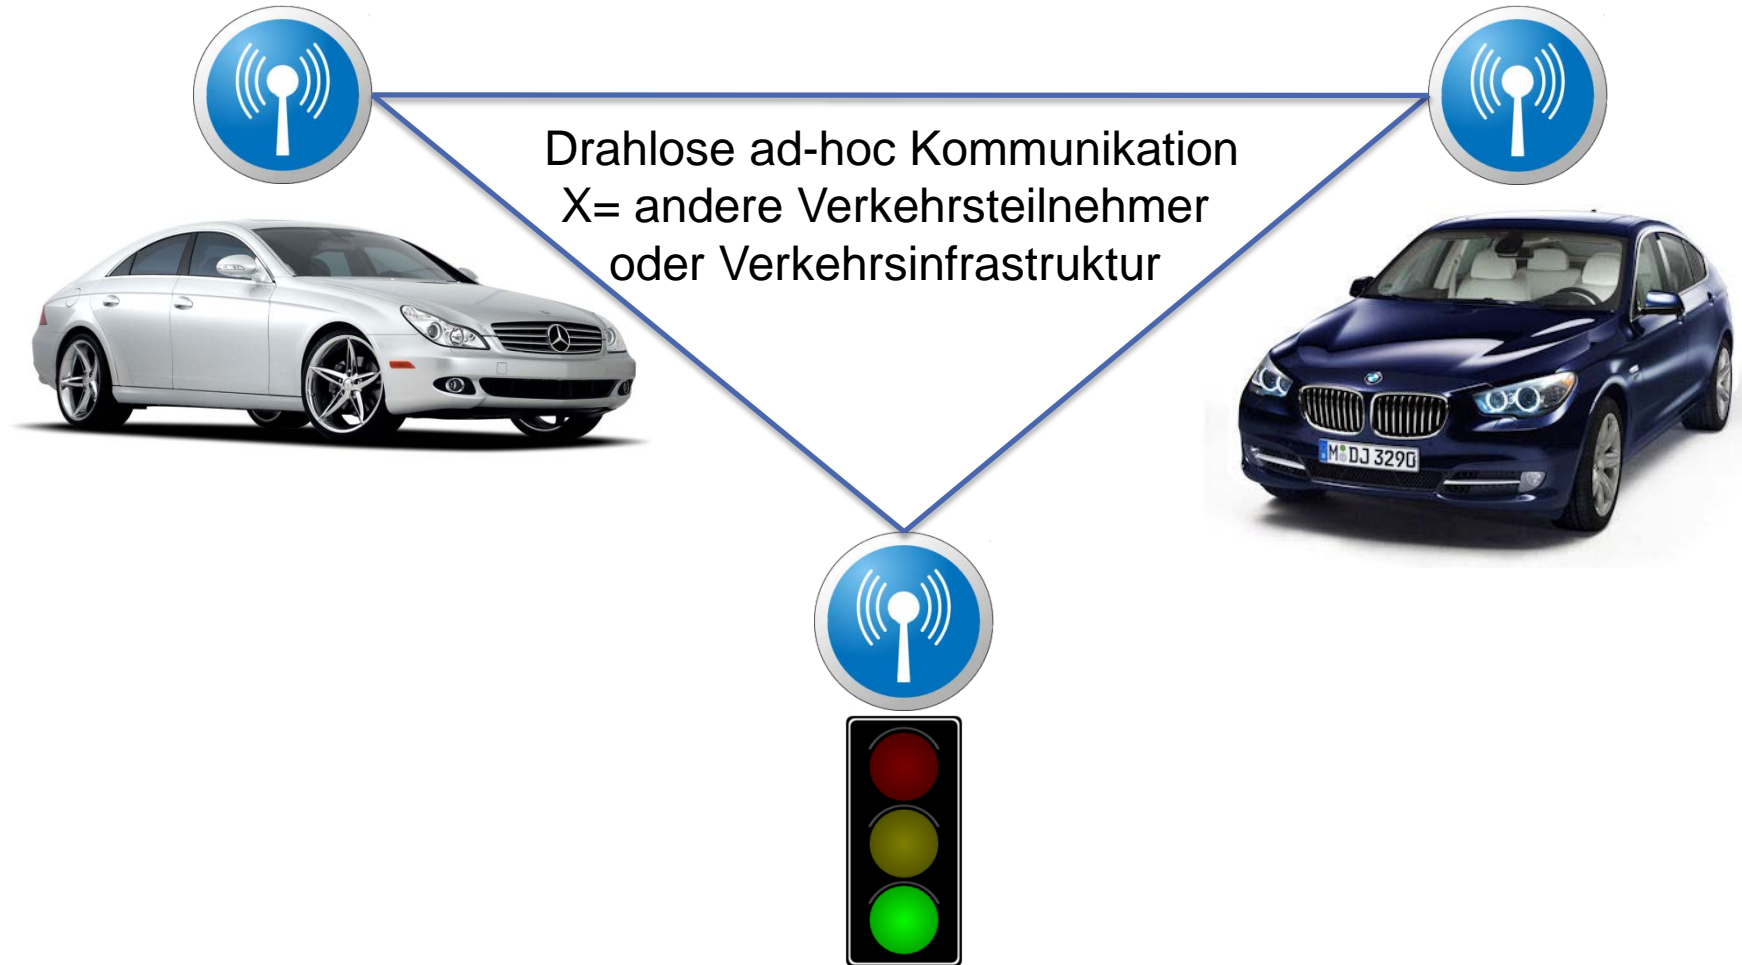 Drahlose ad-hoc Kommunikation
X= andere Verkehrsteilnehmer
oder Verkehrsinfrastruktur
M DJ 3290